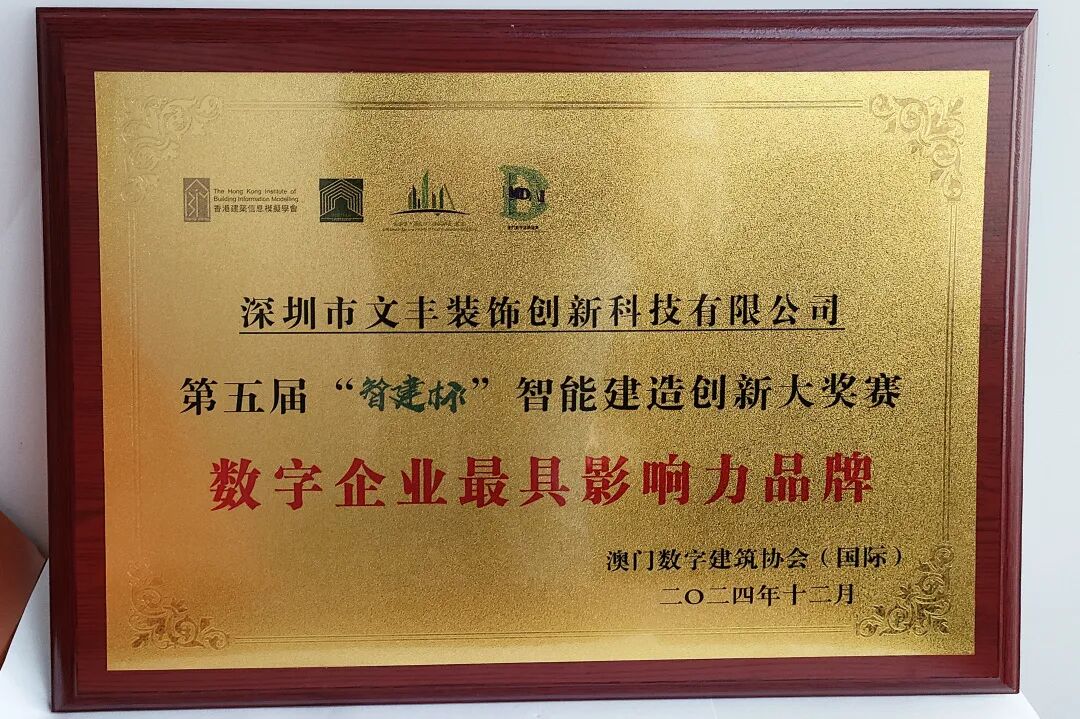 The Hong Kong Institute of
Building Information Modelling
香港建築信息模擬學會
深圳市文丰装饰创新科技有限公司
第五届“智建杯”智能建造创新大奖赛
数字企业最具影响力品牌
澳门数字建筑协会（国际）
二〇二四年十二月